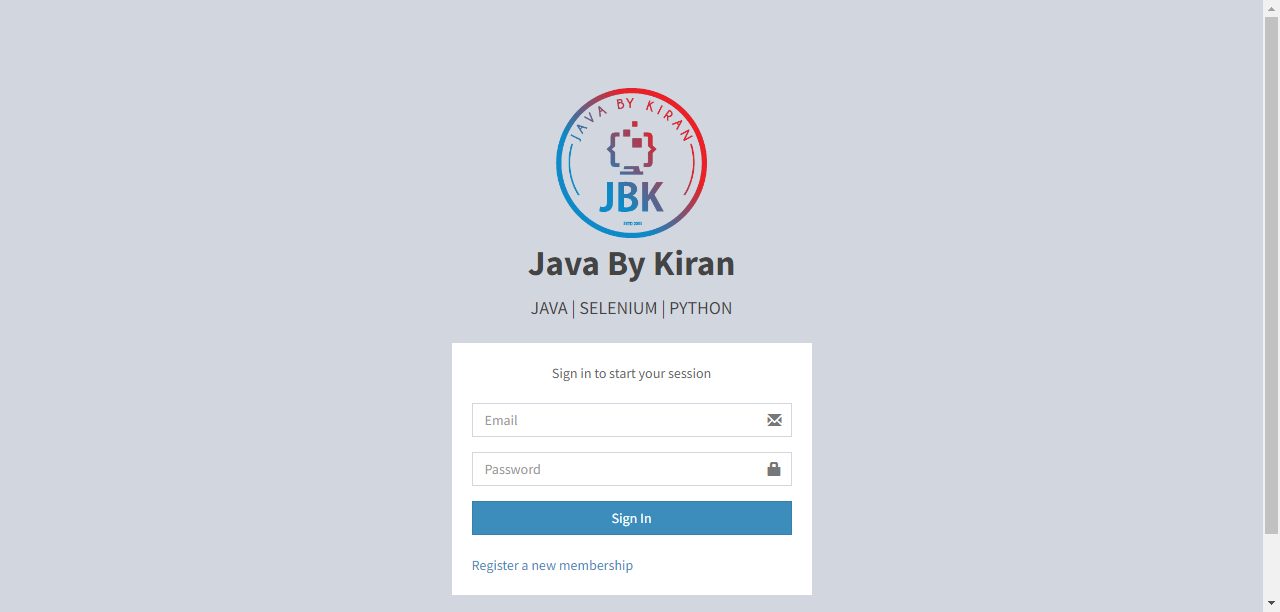 JAVA BY KIRAN
JBK
Java By Kiran
JAVA | SELENIUM | PYTHON
Sign in to start your session
Email
Password
Sign In
Register a new membership